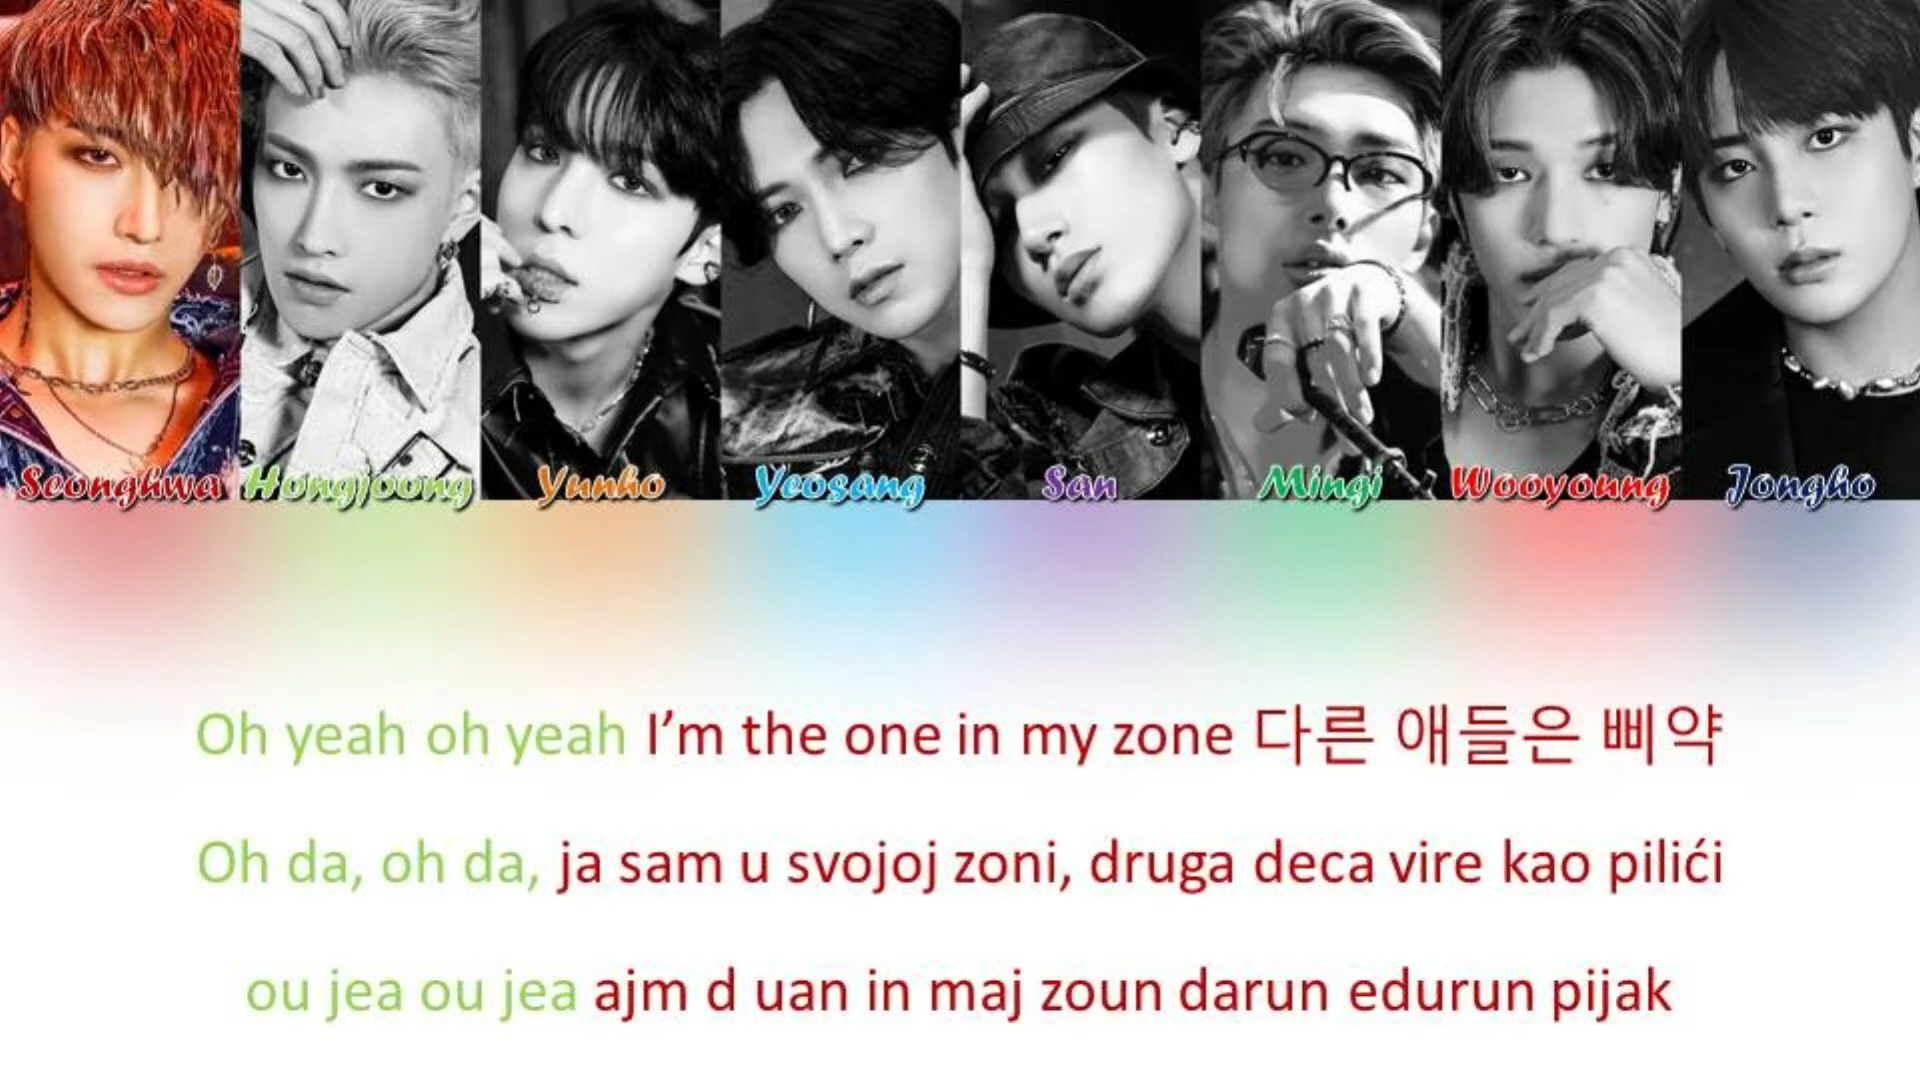 Seonghwa Hongjoong Yunho Yeosang San Mingi Wooyoung Jongho
Oh yeah oh yeah I’m the one in my zone 다른 애들은 삐약
Oh da, oh da, ja sam u svojoj zoni, druga deca vire kao pilići
ou jea ou jea ajm d uan in maj zoun darun edurun pijak